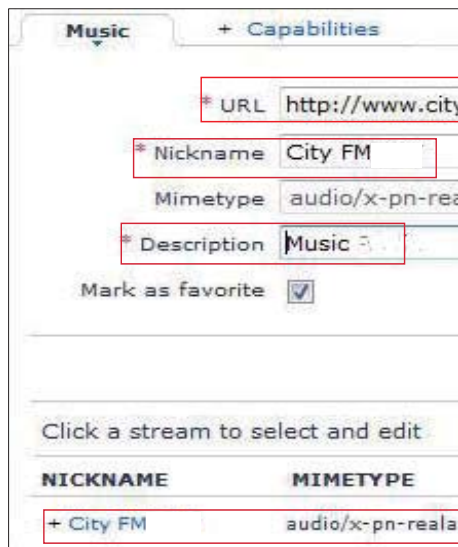 Music + Capabilities
* URL http://www.city
* Nickname City FM
Mimetype audio/x-pn-rea
* Description Music
Mark as favorite
Click a stream to select and edit
NICKNAME MIMETYPE
+ City FM audio/x-pn-reala